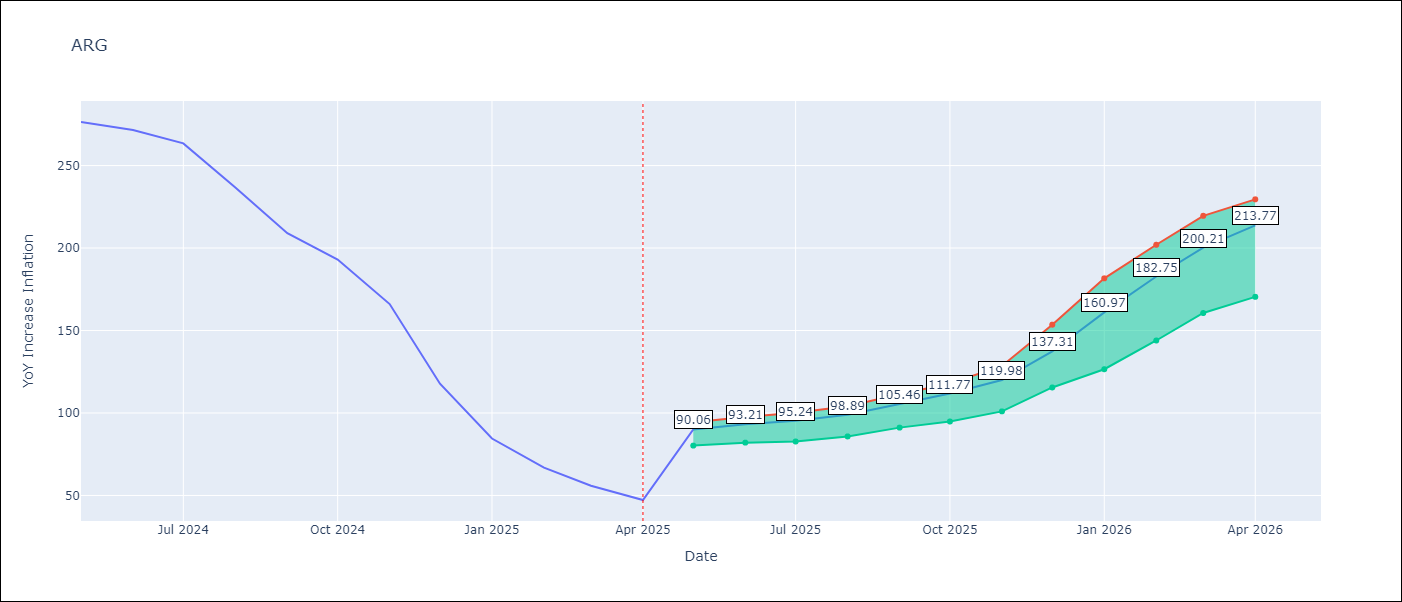 ARG
YoY Increase Inflation
250
200
150
100
50
90.06
93.21
95.24
98.89
105.46
111.77
119.98
137.31
160.97
182.75
200.21
213.77
Jul 2024
Oct 2024
Jan 2025
Apr 2025
Jul 2025
Oct 2025
Jan 2026
Apr 2026
Date